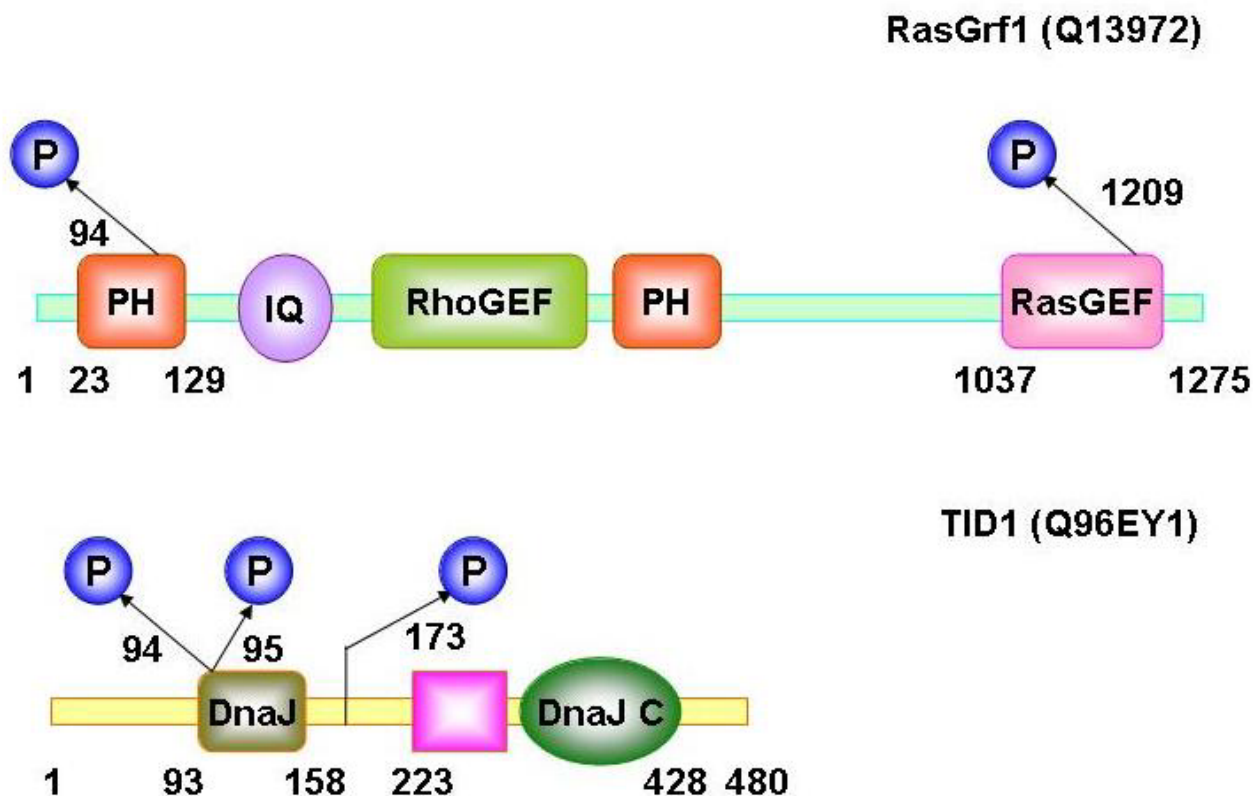 RasGrf1 (Q13972)
P P
94 1209
PH IQ RhoGEF PH RasGEF
1 23 129 1037 1275
TID1 (Q96EY1)
P P P
94 95 173
DnaJ DnaJ C
1 93 158 223 428 480